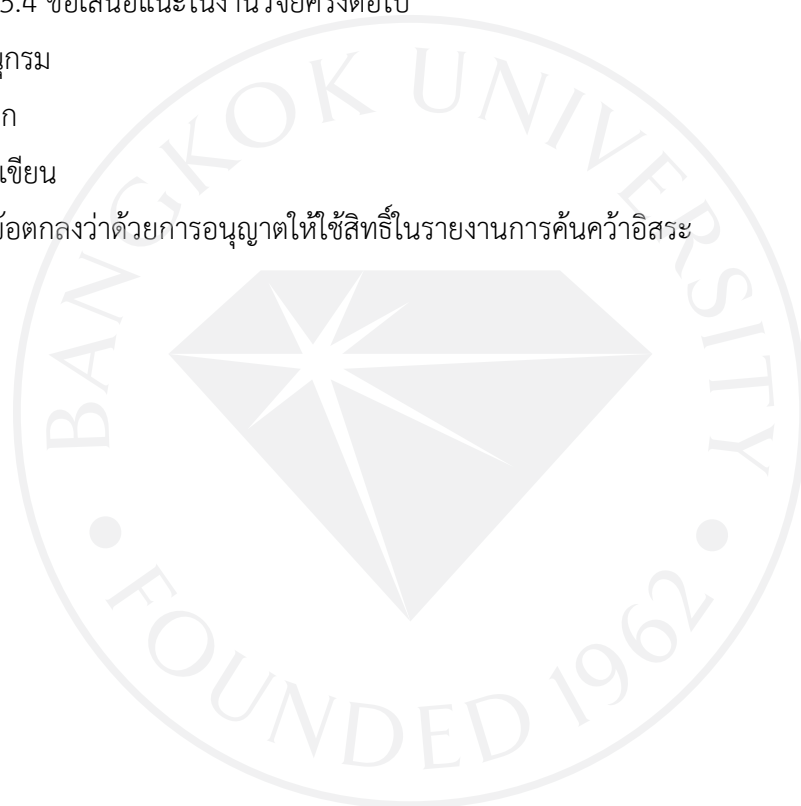 5.4 ข้อเสนอแนะในงานวิจัยครั้งต่อไป
นุกรม
ก
เขียน
ข้อตกลงว่าด้วยการอนุญาตให้ใช้สิทธิ์ในรายงานการค้นคว้าอิสระ
BANGKOK UNIVERSITY
FOUNDED 1962